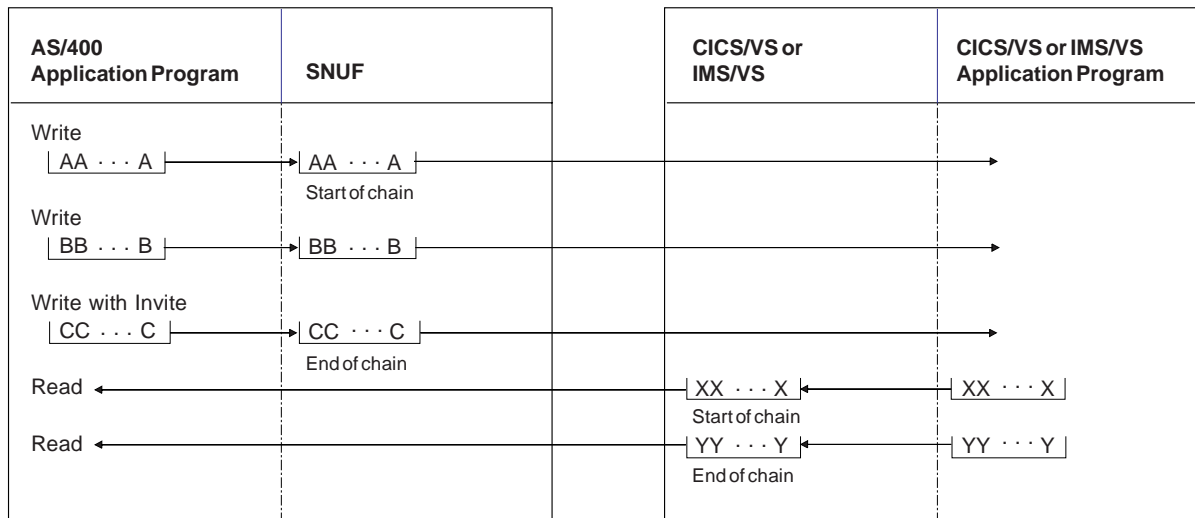 AS/400
Application Program
SNUF
CICS/VS or
IMS/VS
CICS/VS or IMS/VS
Application Program
Write
AA · · · A
AA · · · A
Start of chain
Write
BB · · · B
BB · · · B
Write with Invite
CC · · · C
CC · · · C
End of chain
Read
XX · · · X
XX · · · X
Start of chain
Read
YY · · · Y
YY · · · Y
End of chain